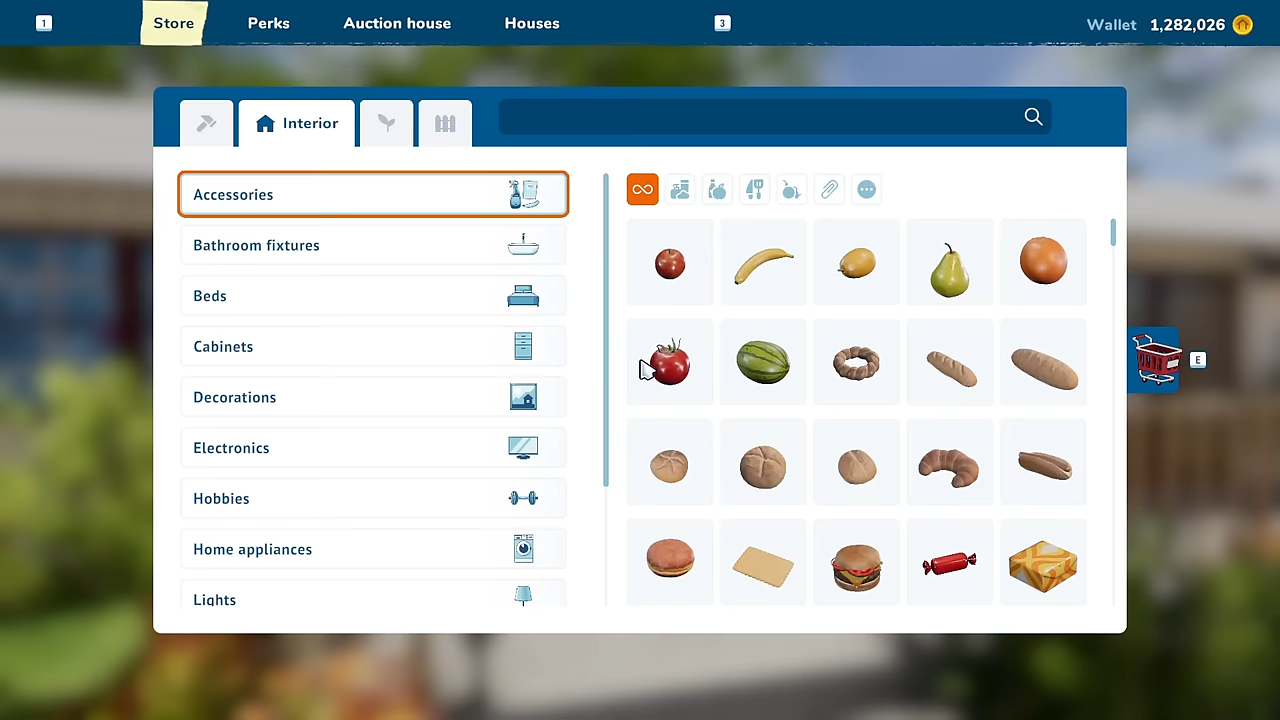 1 Store Perks Auction house Houses 3 Wallet 1,282,026
Interior
Accessories
Bathroom fixtures
Beds
Cabinets
E
Decorations
Electronics
Hobbies
Home appliances
Lights